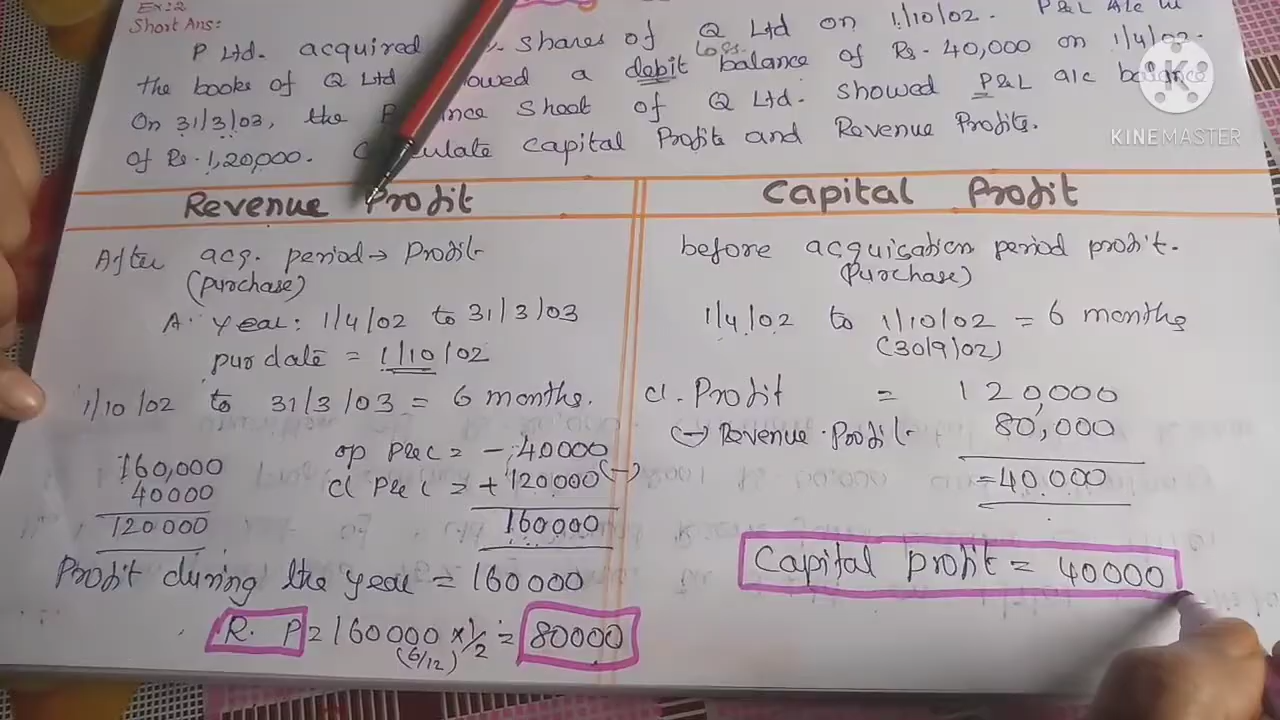 Ex:2
Short Ans:
P Ltd. acquired shares of Q Ltd on 1/10/02. P&L A/c in
loss.
the books of Q Ltd showed a debit balance of Rs. 40,000 on 1/4/02.
On 31/3/03, the Sheet of Q Ltd. showed P&L a/c balance
of Rs. 1,20,000. Calculate Capital Profits and Revenue Profits.
KINEMASTER
Revenue Profit
After acq. period → Profit
(purchase)
A. year: 1/4/02 to 31/3/03
pur date = 1/10/02
1/10/02 to 31/3/03 = 6 months.
op P&L = - 40000
cl P&L = + 120000 (-)
160000
160,000
40000
120000
Profit during the year = 160000
R. P = 160000 x 1/2 = 80000
(6/12)
Capital Profit
before acquisation period profit.
(purchase)
1/4/02 to 1/10/02 = 6 months
(30/9/02)
cl. Profit = 120,000
(-) Revenue Profit 80,000
= 40,000
Capital profit = 40000